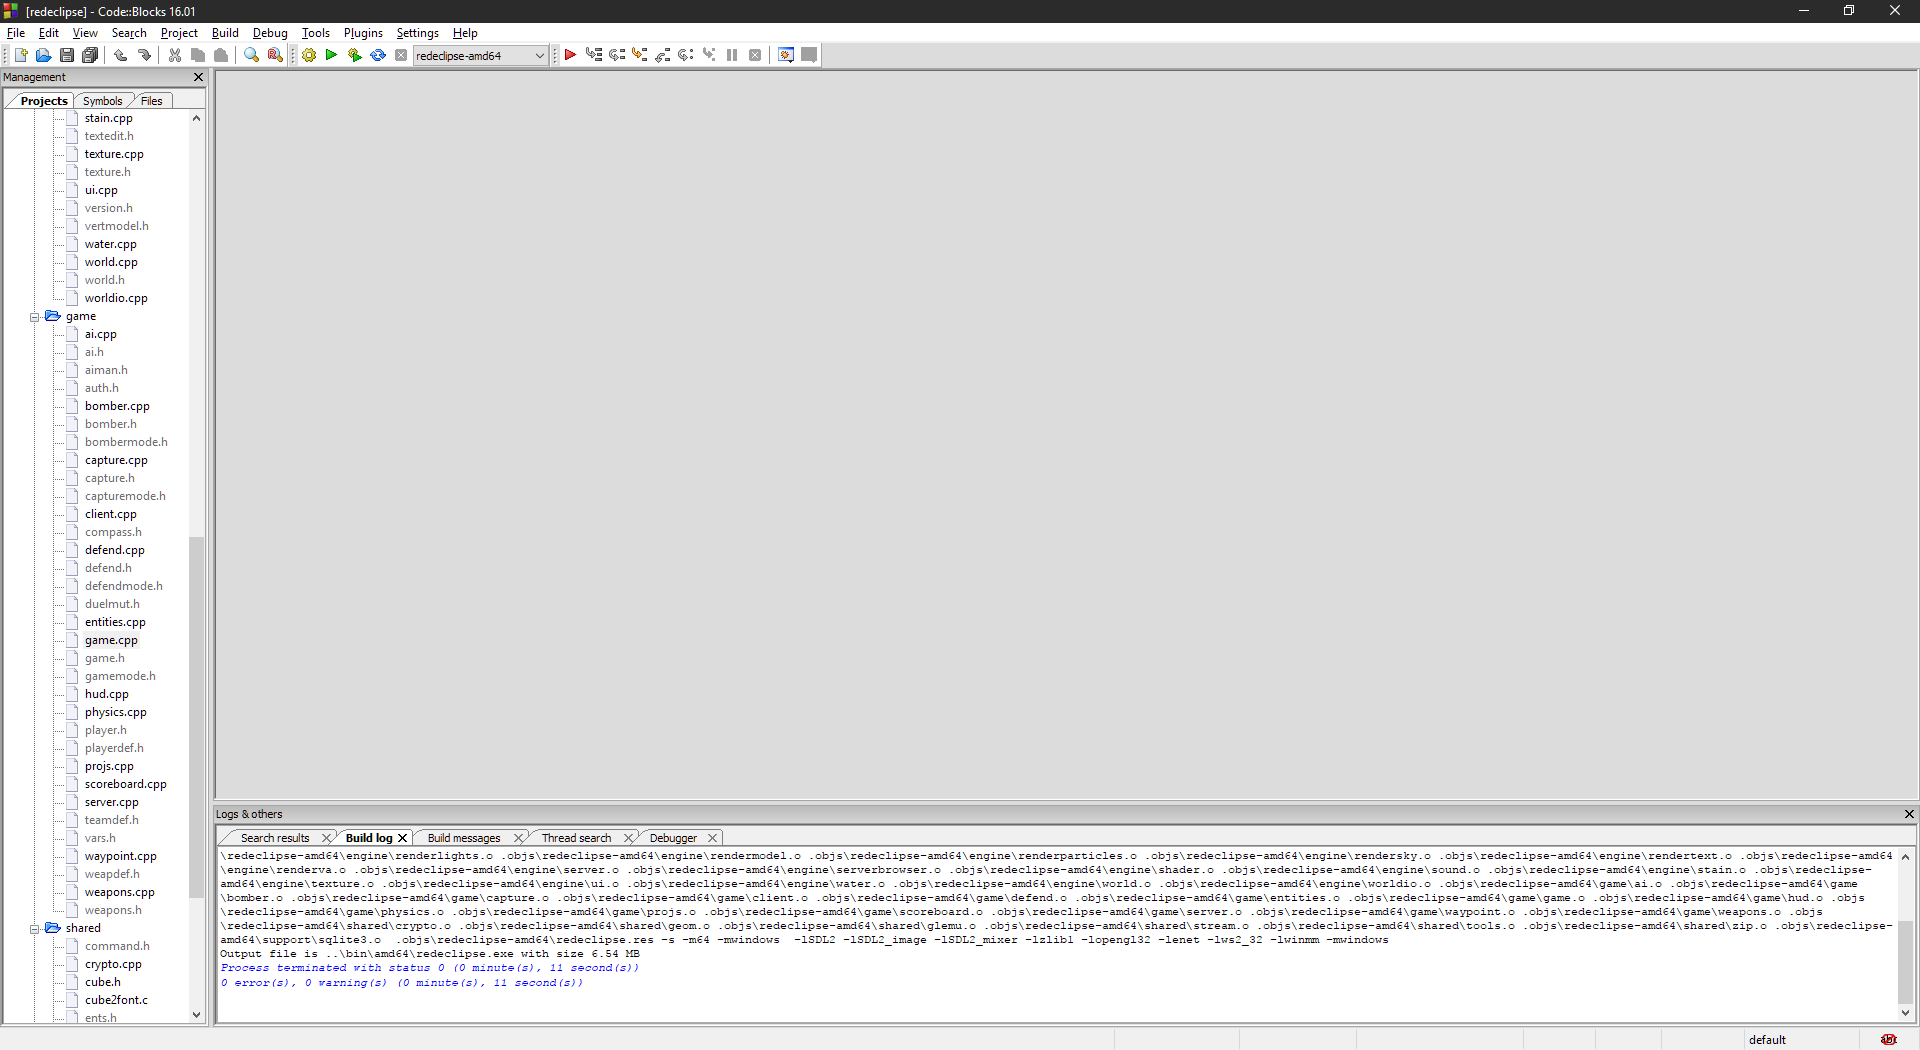 [redeclipse] - Code::Blocks 16.01
File Edit View Search Project Build Debug Tools Plugins Settings Help
redeclipse-amd64
Management
Projects Symbols Files
stain.cpp
textedit.h
texture.cpp
texture.h
ui.cpp
version.h
vertmodel.h
water.cpp
world.cpp
world.h
worldio.cpp
game
ai.cpp
ai.h
aiman.h
auth.h
bomber.cpp
bomber.h
bombermode.h
capture.cpp
capture.h
capturemode.h
client.cpp
compass.h
defend.cpp
defend.h
defendmode.h
duelmut.h
entities.cpp
game.cpp
game.h
gamemode.h
hud.cpp
physics.cpp
player.h
playerdef.h
projs.cpp
scoreboard.cpp
server.cpp
teamdef.h
vars.h
waypoint.cpp
weapdef.h
weapons.cpp
weapons.h
shared
command.h
crypto.cpp
cube.h
cube2font.c
ents.h
Logs & others
Search results Build log Build messages Thread search Debugger
\redeclipse-amd64\engine\renderlights.o .objs\redeclipse-amd64\engine\rendermodel.o .objs\redeclipse-amd64\engine\renderparticles.o .objs\redeclipse-amd64\engine\rendersky.o .objs\redeclipse-amd64\engine\rendertext.o .objs\redeclipse-amd64
\engine\renderva.o .objs\redeclipse-amd64\engine\server.o .objs\redeclipse-amd64\engine\serverbrowser.o .objs\redeclipse-amd64\engine\shader.o .objs\redeclipse-amd64\engine\sound.o .objs\redeclipse-amd64\engine\stain.o .objs\redeclipse-
amd64\engine\texture.o .objs\redeclipse-amd64\engine\ui.o .objs\redeclipse-amd64\engine\water.o .objs\redeclipse-amd64\engine\world.o .objs\redeclipse-amd64\engine\worldio.o .objs\redeclipse-amd64\game\ai.o .objs\redeclipse-amd64\game
\bomber.o .objs\redeclipse-amd64\game\capture.o .objs\redeclipse-amd64\game\client.o .objs\redeclipse-amd64\game\defend.o .objs\redeclipse-amd64\game\entities.o .objs\redeclipse-amd64\game\game.o .objs\redeclipse-amd64\game\hud.o .objs
\redeclipse-amd64\game\physics.o .objs\redeclipse-amd64\game\projs.o .objs\redeclipse-amd64\game\scoreboard.o .objs\redeclipse-amd64\game\server.o .objs\redeclipse-amd64\game\waypoint.o .objs\redeclipse-amd64\game\weapons.o .objs
\redeclipse-amd64\shared\crypto.o .objs\redeclipse-amd64\shared\geom.o .objs\redeclipse-amd64\shared\glemu.o .objs\redeclipse-amd64\shared\stream.o .objs\redeclipse-amd64\shared\tools.o .objs\redeclipse-amd64\shared\zip.o .objs\redeclipse-
amd64\support\sqlite3.o  .objs\redeclipse-amd64\redeclipse.res -s -m64 -mwindows  -lSDL2 -lSDL2_image -lSDL2_mixer -lzlib1 -lopengl32 -lenet -lws2_32 -lwinmm -mwindows
Output file is ..\bin\amd64\redeclipse.exe with size 6.54 MB
Process terminated with status 0 (0 minute(s), 11 second(s))
0 error(s), 0 warning(s) (0 minute(s), 11 second(s))
default
abc